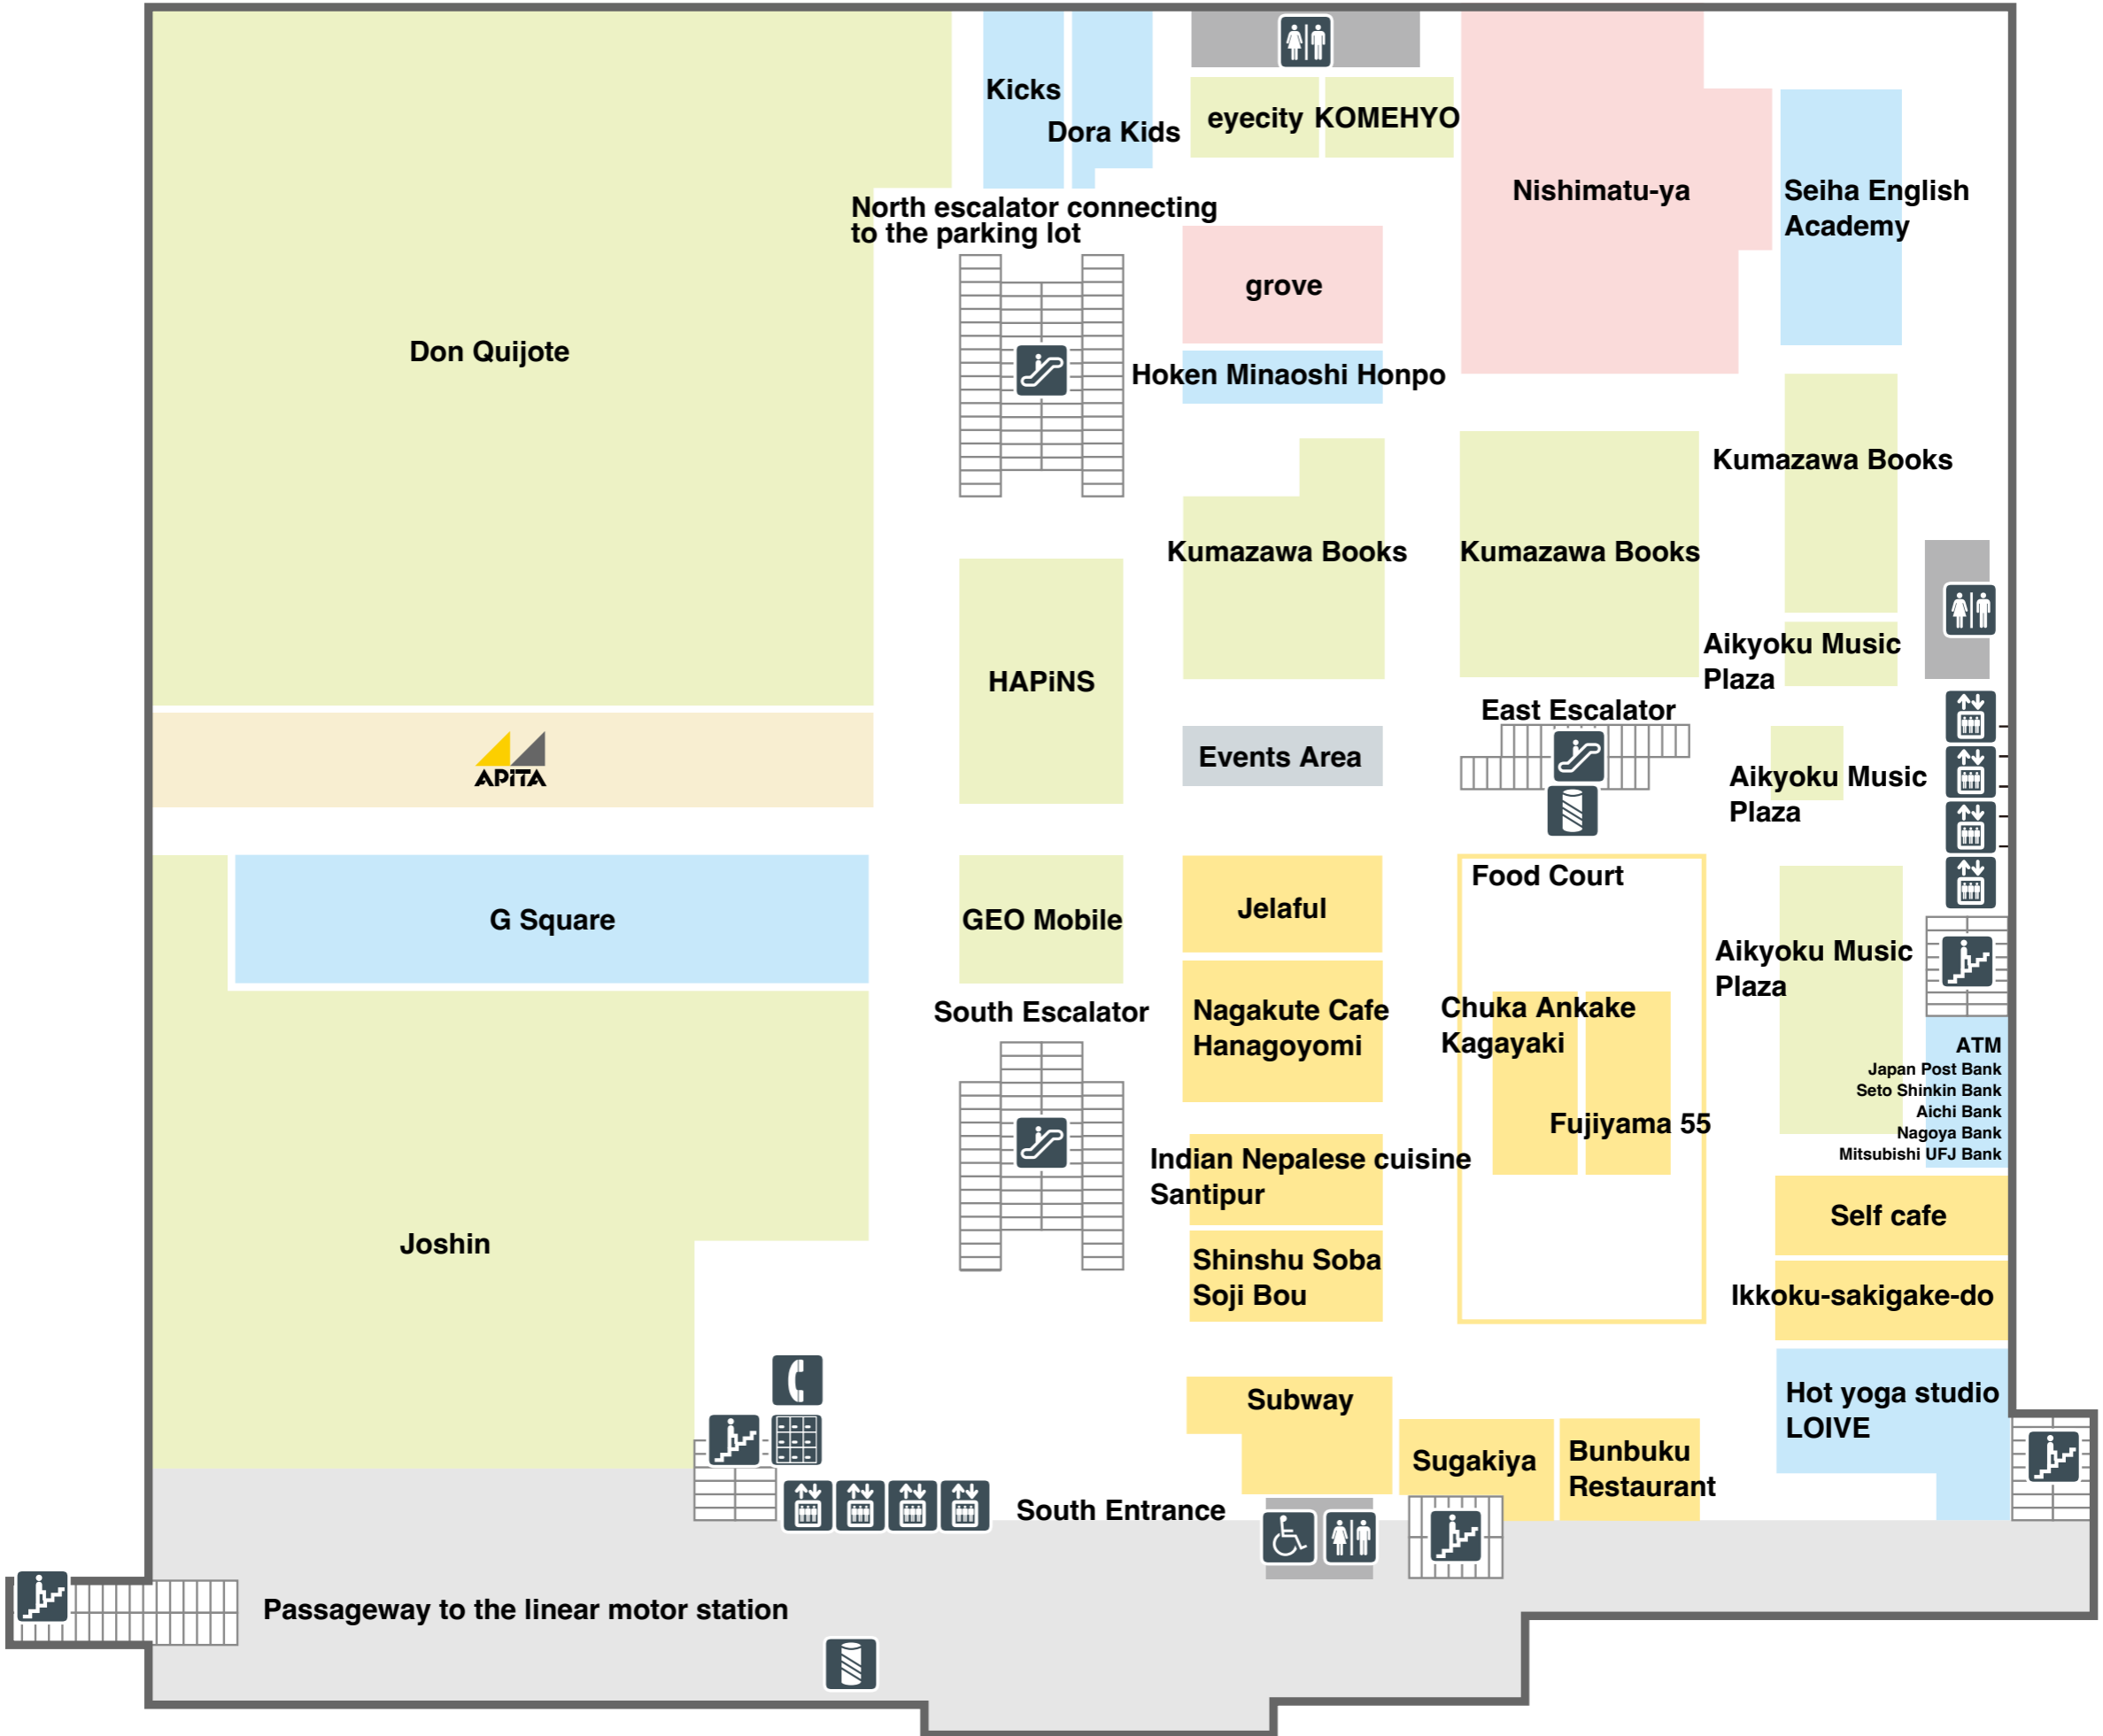 Kicks
Dora Kids
eyecity
KOMEHYO
Nishimatu-ya
Seiha English
Academy
North escalator connecting
to the parking lot
grove
Don Quijote
Hoken Minaoshi Honpo
Kumazawa Books
Kumazawa Books
Kumazawa Books
Aikyoku Music
Plaza
HAPiNS
East Escalator
Events Area
APiTA
Aikyoku Music
Plaza
Food Court
G Square
GEO Mobile
Jelaful
Aikyoku Music
Plaza
South Escalator
Nagakute Cafe
Hanagoyomi
Chuka Ankake
Kagayaki
ATM
Japan Post Bank
Seto Shinkin Bank
Aichi Bank
Nagoya Bank
Mitsubishi UFJ Bank
Fujiyama 55
Indian Nepalese cuisine
Santipur
Self cafe
Joshin
Shinshu Soba
Soji Bou
Ikkoku-sakigake-do
Subway
Hot yoga studio
LOIVE
Sugakiya
Bunbuku
Restaurant
South Entrance
Passageway to the linear motor station